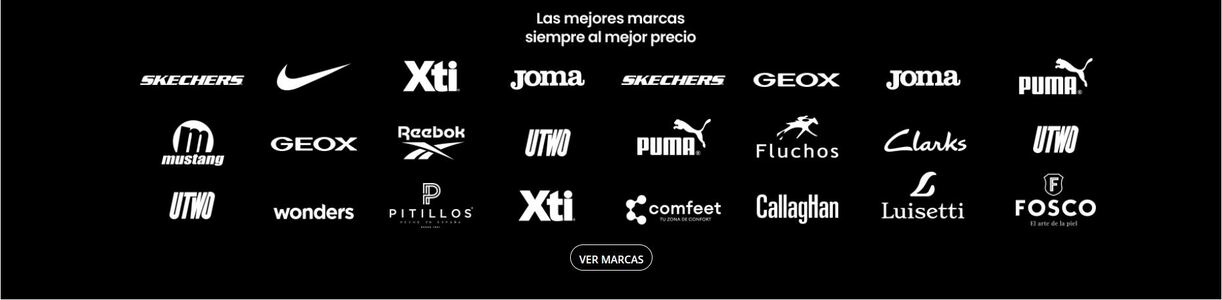 Las mejores marcas
siempre al mejor precio
SKECHERS Xti Joma SKECHERS GEOX Joma PUMA
m mustang GEOX Reebok UTWO PUMA Fluchos Clarks UTWO
UTWO wonders PITILLOS Xti comfeet CallagHan Luisetti FOSCO
TU ZONA DE CONFORT El arte de la piel
VER MARCAS